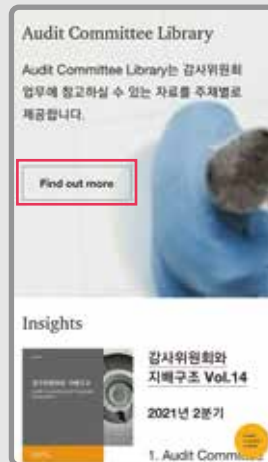 Audit Committee Library
Audit Committee Library는 감사위원회
업무에 참고하실 수 있는 자료를 주제별로
제공합니다.
Find out more
Insights
감사위원회와
지배구조 Vol.14
2021년 2분기
1. Audit